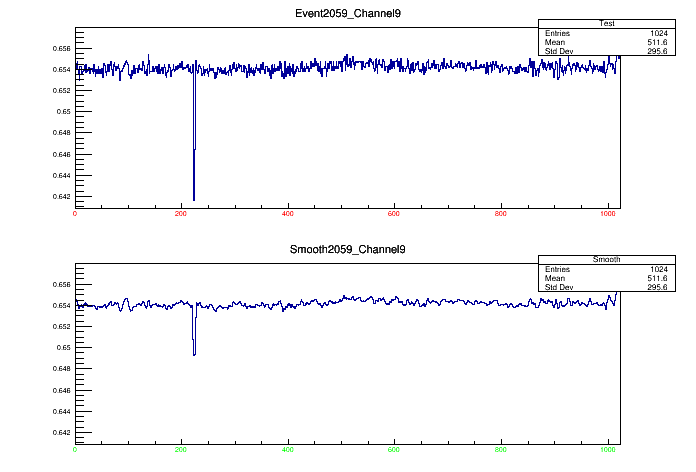 Event2059_Channel9
Test
Entries 1024
Mean 511.6
Std Dev 295.6
0.656
0.654
0.652
0.65
0.648
0.646
0.644
0.642
0 200 400 600 800 1000
Smooth2059_Channel9
Smooth
Entries 1024
Mean 511.6
Std Dev 295.6
0.656
0.654
0.652
0.65
0.648
0.646
0.644
0.642
0 200 400 600 800 1000